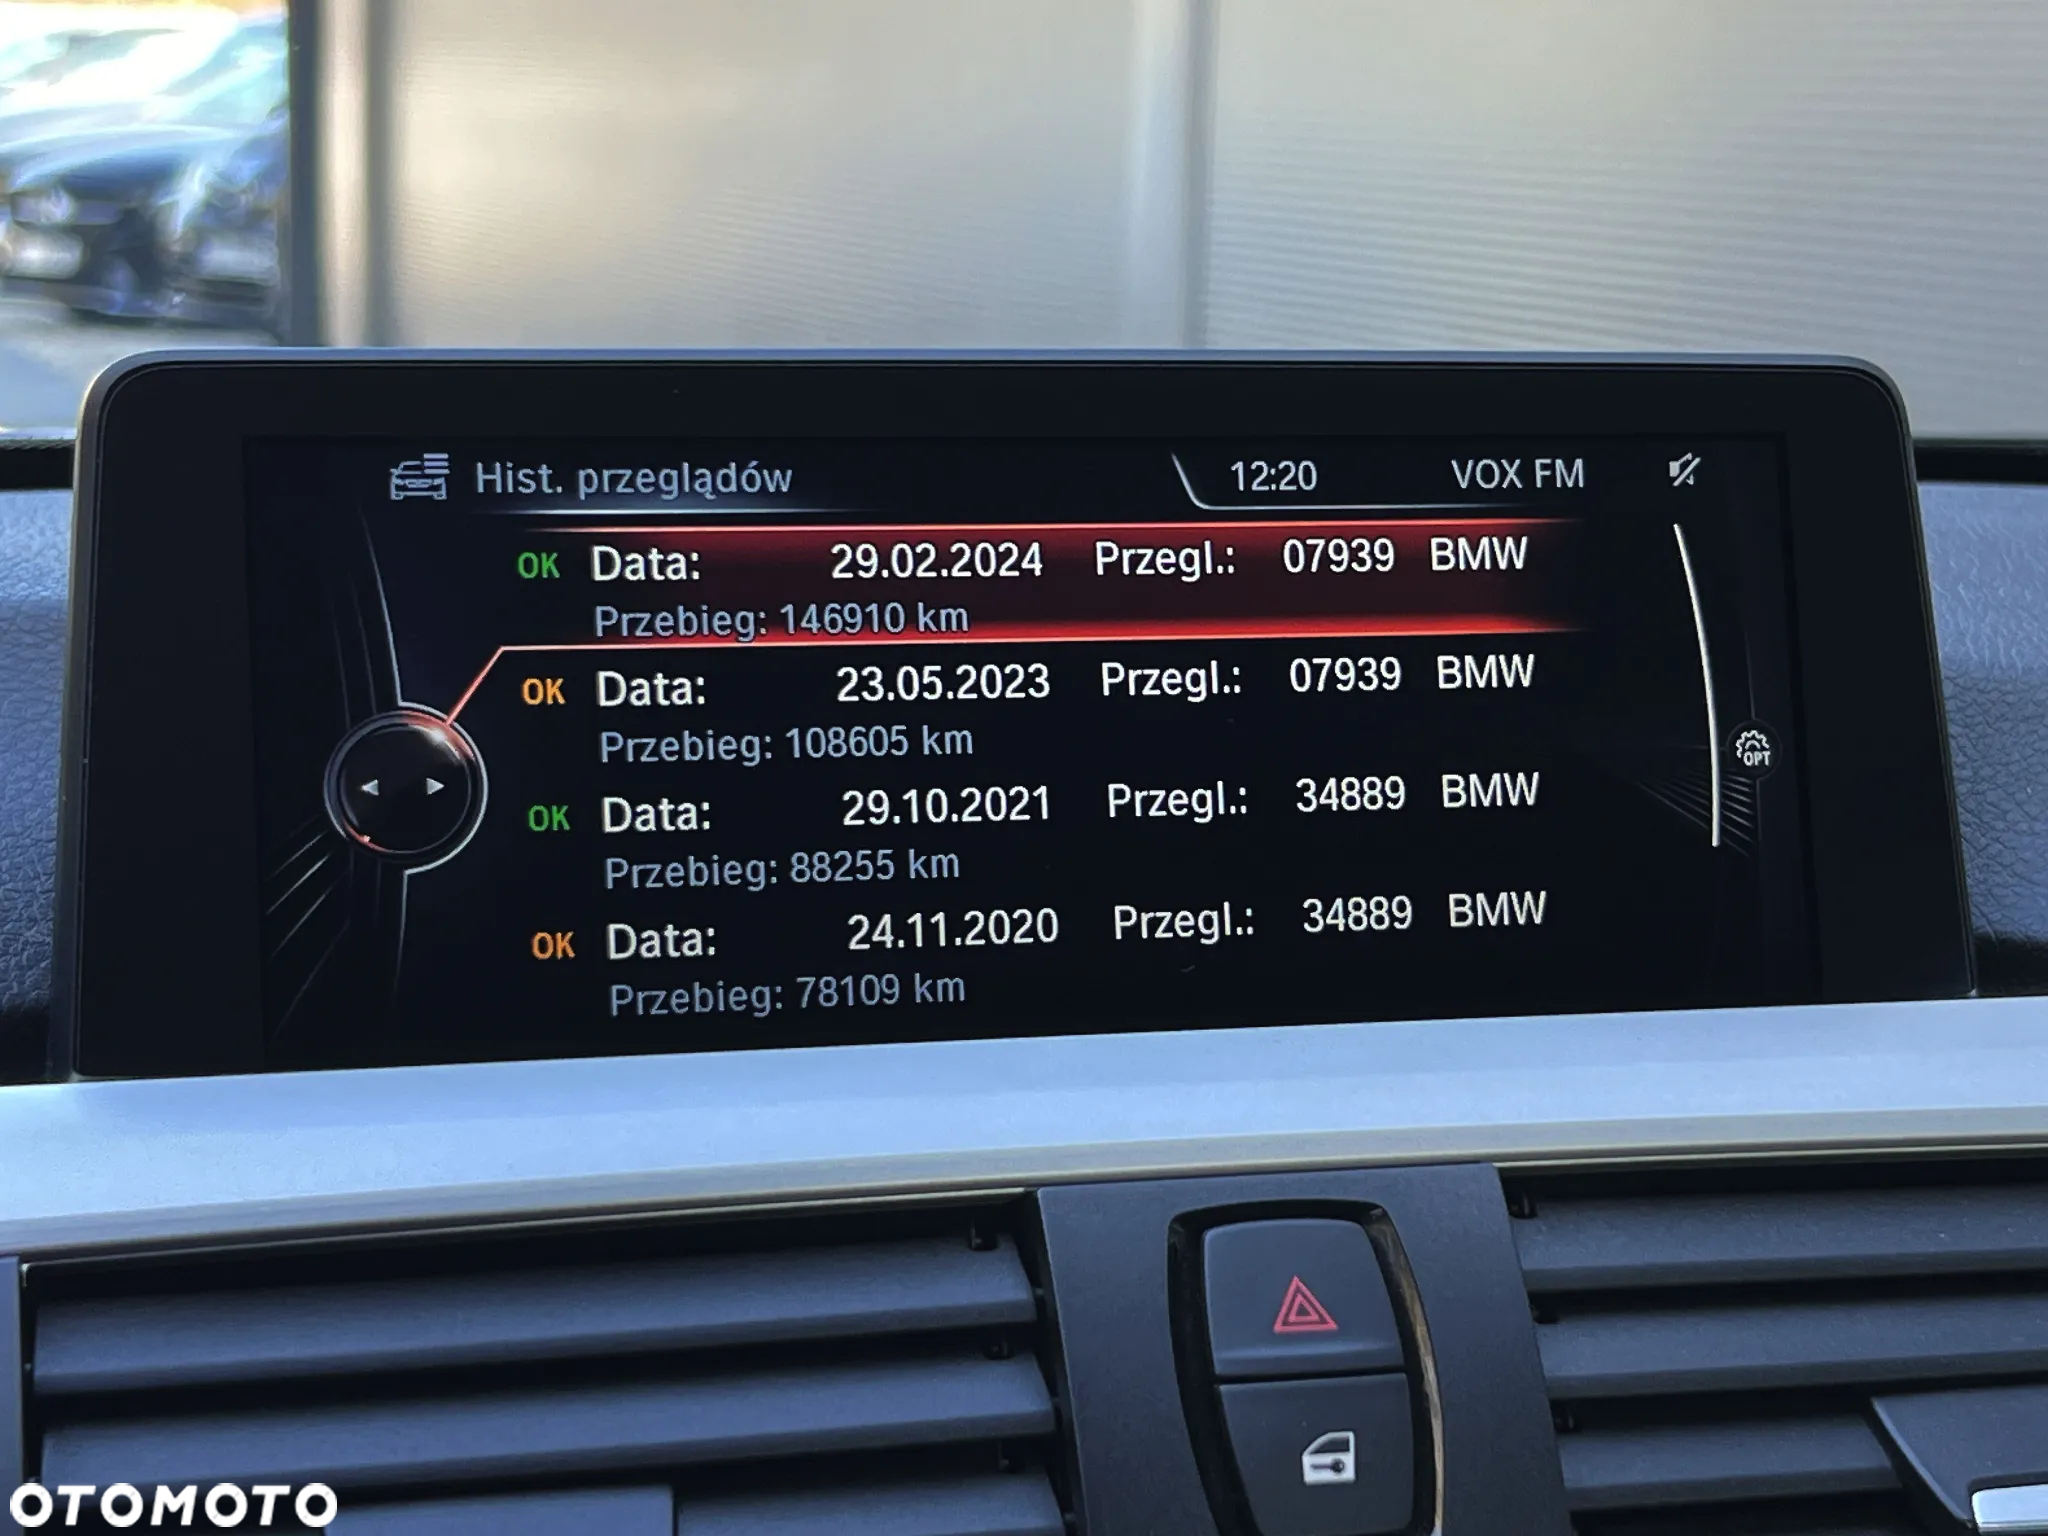 Hist. przeglądów 12:20 VOX FM
OK Data: 29.02.2024 Przegl.: 07939 BMW
Przebieg: 146910 km
OK Data: 23.05.2023 Przegl.: 07939 BMW
Przebieg: 108605 km
OPT
OK Data: 29.10.2021 Przegl.: 34889 BMW
Przebieg: 88255 km
OK Data: 24.11.2020 Przegl.: 34889 BMW
Przebieg: 78109 km
OTOMOTO